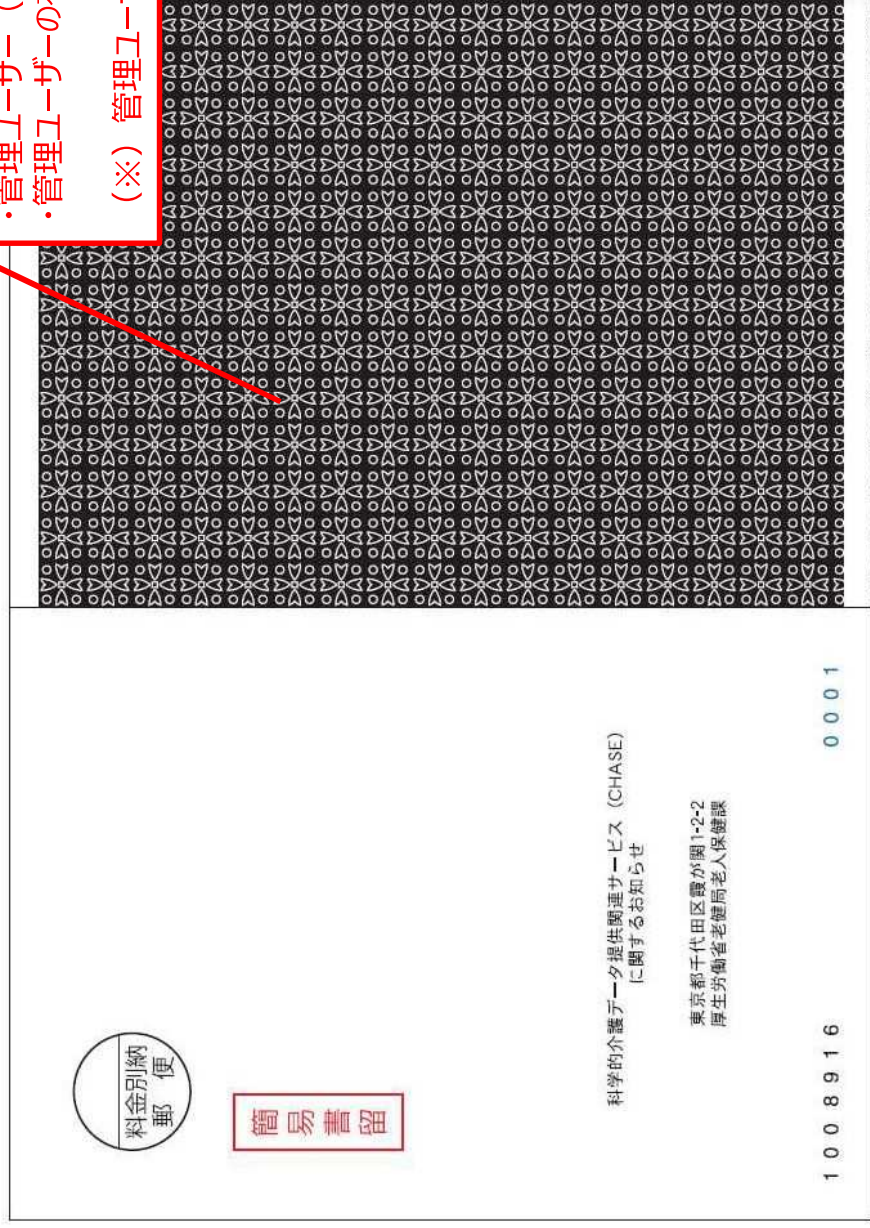 ・管理ユーザー（
・管理ユーザーの
（※）管理ユー
料金別納
郵便
簡易書留
科学的介護データ提供関連サービス（CHASE）
に関するお知らせ
東京都千代田区霞が関1-2-2
厚生労働省老健局老人保健課
1008916
0001